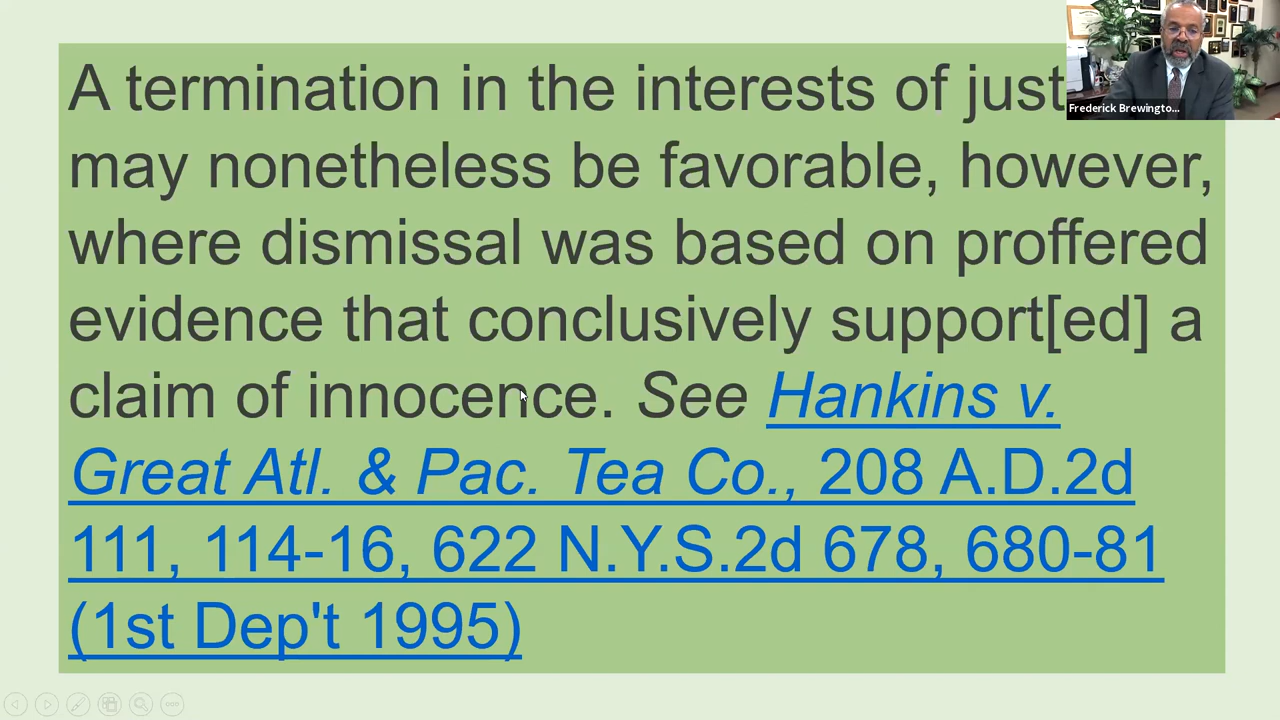 A termination in the interests of just
may nonetheless be favorable, however,
where dismissal was based on proffered
evidence that conclusively support[ed] a
claim of innocence. See Hankins v.
Great Atl. & Pac. Tea Co., 208 A.D.2d
111, 114-16, 622 N.Y.S.2d 678, 680-81
(1st Dep't 1995)
Frederick Brewingto...